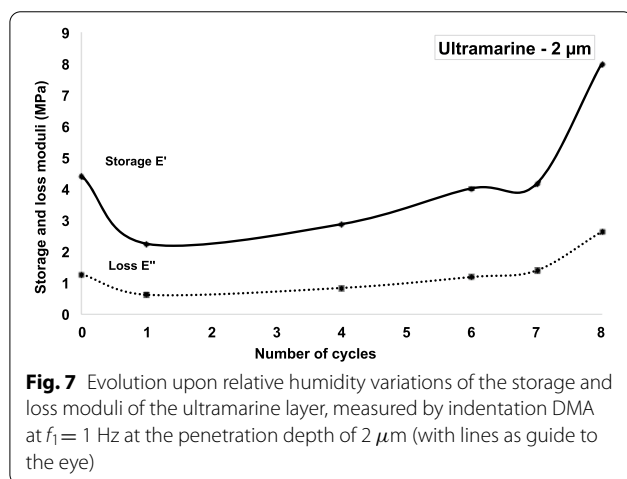 Ultramarine - 2 µm
Storage and loss moduli (MPa)
9
8
7
6
5
4
3
2
1
0
Storage E'
Loss E"
0 1 2 3 4 5 6 7 8
Number of cycles
Fig. 7 Evolution upon relative humidity variations of the storage and
loss moduli of the ultramarine layer, measured by indentation DMA
at f₁= 1 Hz at the penetration depth of 2 μm (with lines as guide to
the eye)